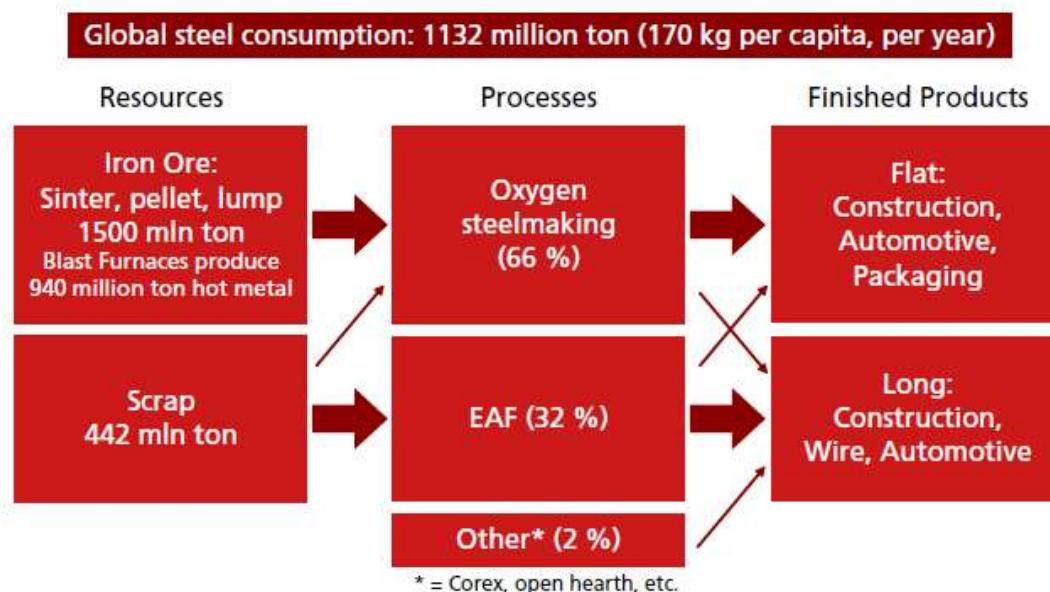 Global steel consumption: 1132 million ton (170 kg per capita, per year)
Resources
Processes
Finished Products
Iron Ore:
Sinter, pellet, lump
1500 mln ton
Blast Furnaces produce
940 million ton hot metal
Oxygen
steelmaking
(66 %)
Flat:
Construction,
Automotive,
Packaging
Scrap
442 mln ton
EAF (32 %)
Long:
Construction,
Wire, Automotive
Other* (2 %)
* = Corex, open hearth, etc.